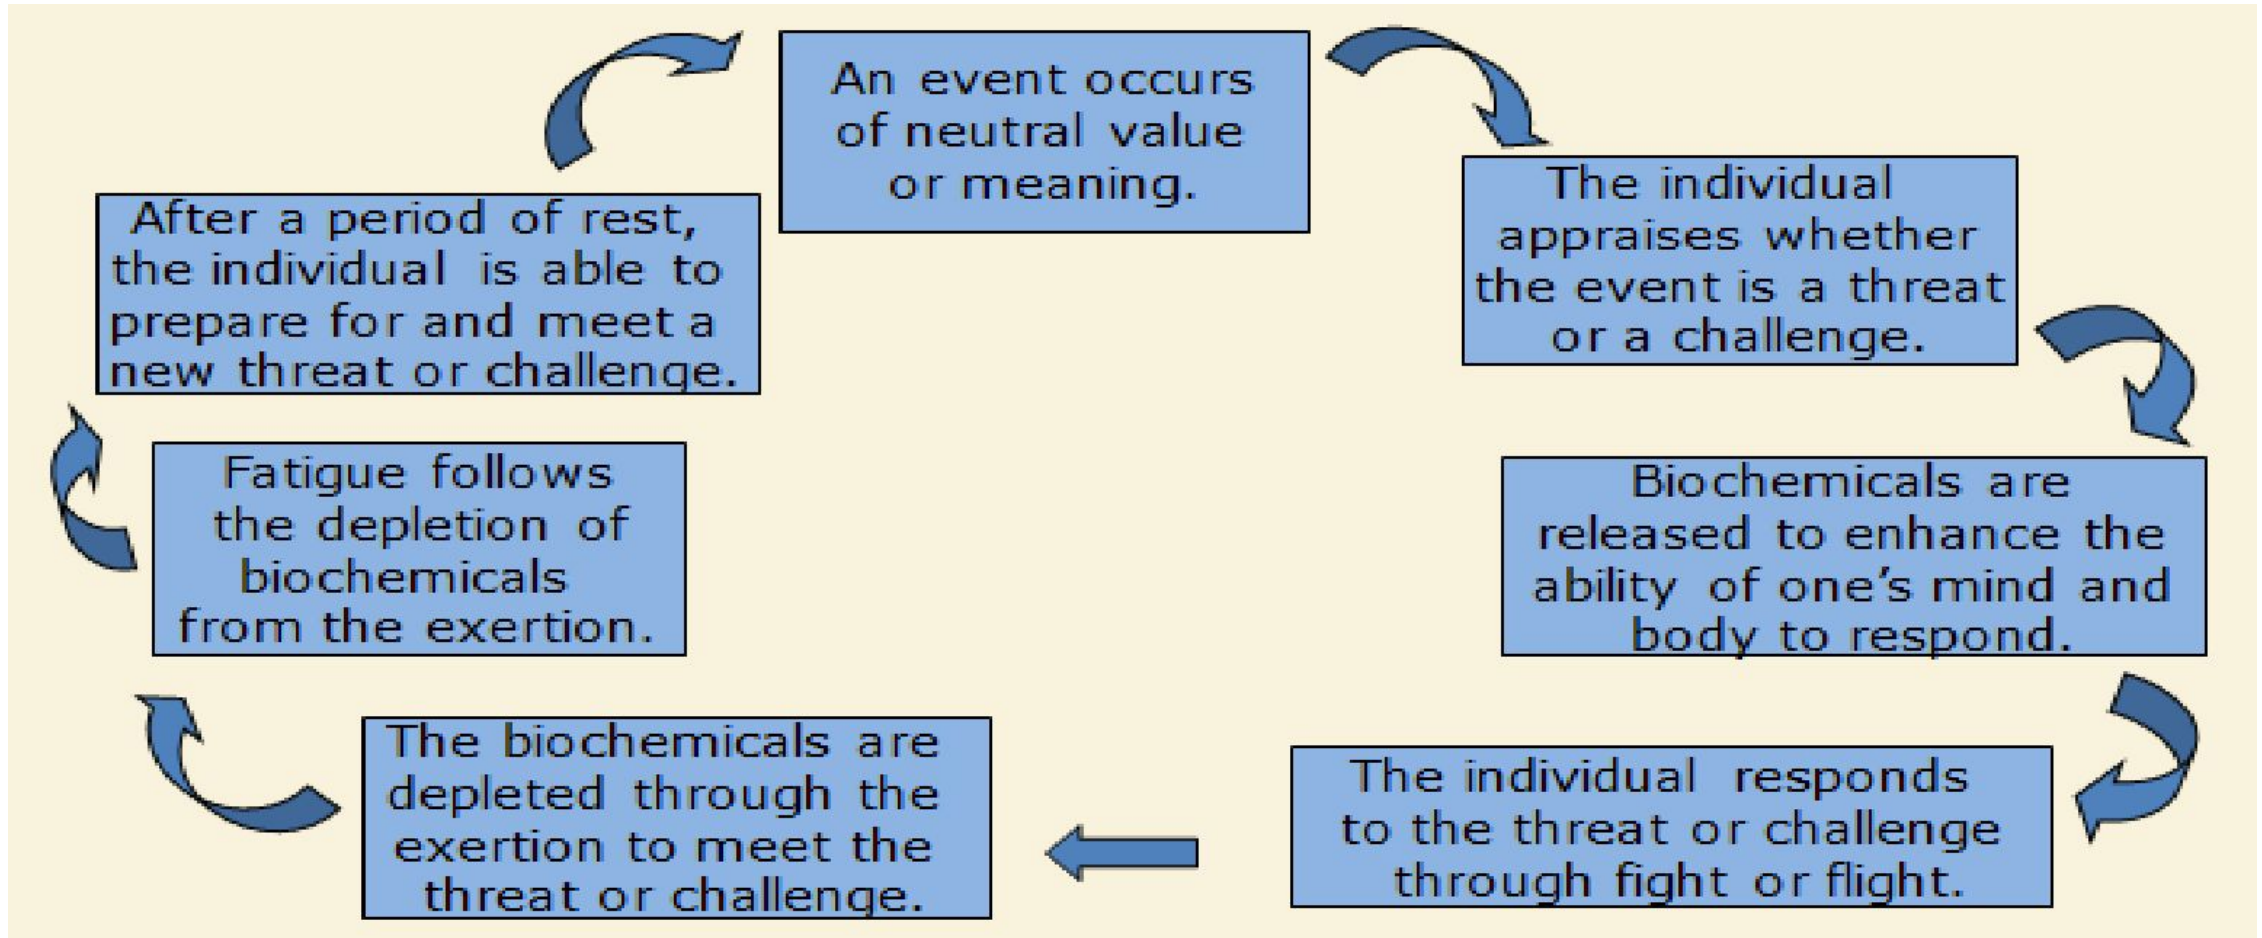 An event occurs
of neutral value
or meaning.
The individual
appraises whether
the event is a threat
or a challenge.
Biochemicals are
released to enhance the
ability of one’s mind and
body to respond.
The individual responds
to the threat or challenge
through fight or flight.
The biochemicals are
depleted through the
exertion to meet the
threat or challenge.
Fatigue follows
the depletion of
biochemicals
from the exertion.
After a period of rest,
the individual is able to
prepare for and meet a
new threat or challenge.